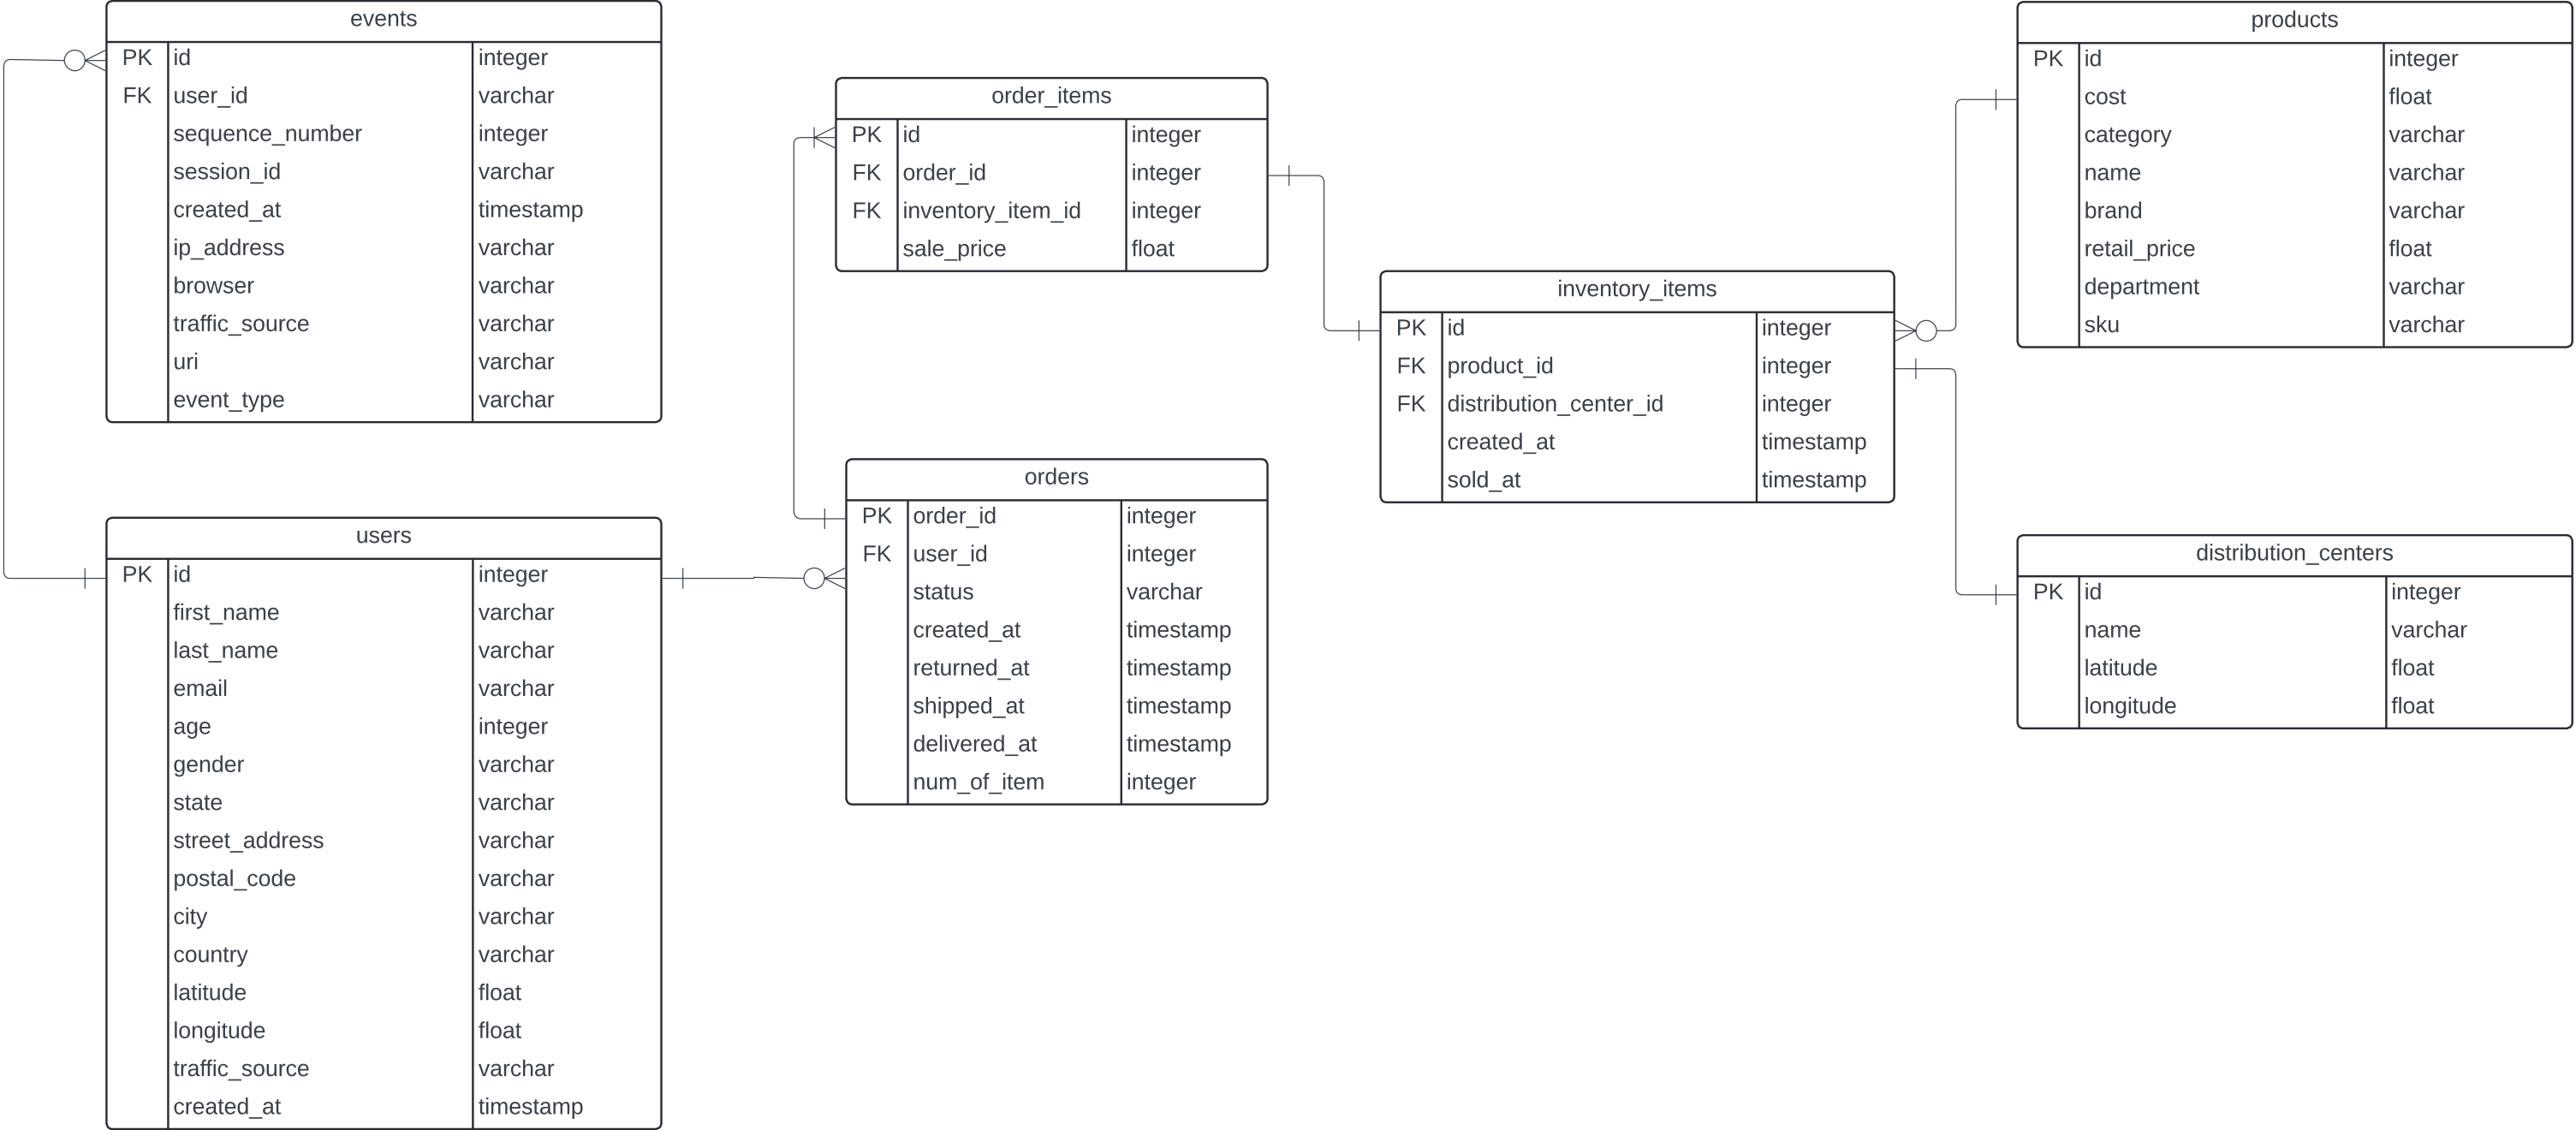 events
PK id integer
FK user_id varchar
sequence_number integer
session_id varchar
created_at timestamp
ip_address varchar
browser varchar
traffic_source varchar
uri varchar
event_type varchar
users
PK id integer
first_name varchar
last_name varchar
email varchar
age integer
gender varchar
state varchar
street_address varchar
postal_code varchar
city varchar
country varchar
latitude float
longitude float
traffic_source varchar
created_at timestamp
order_items
PK id integer
FK order_id integer
FK inventory_item_id integer
sale_price float
orders
PK order_id integer
FK user_id integer
status varchar
created_at timestamp
returned_at timestamp
shipped_at timestamp
delivered_at timestamp
num_of_item integer
inventory_items
PK id integer
FK product_id integer
FK distribution_center_id integer
created_at timestamp
sold_at timestamp
products
PK id integer
cost float
category varchar
name varchar
brand varchar
retail_price float
department varchar
sku varchar
distribution_centers
PK id integer
name varchar
latitude float
longitude float